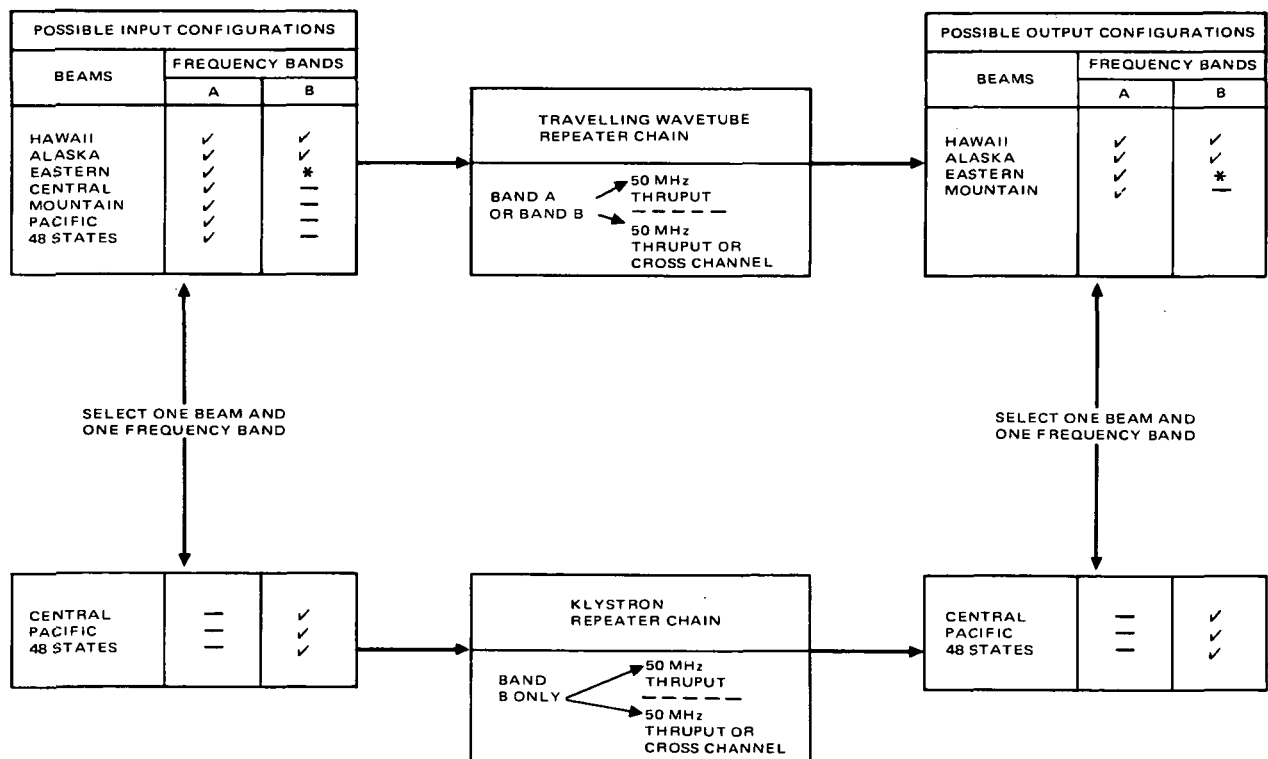 POSSIBLE INPUT CONFIGURATIONS
BEAMS
FREQUENCY BANDS
A B
HAWAII ✓ ✓
ALASKA ✓ ✓
EASTERN ✓ *
CENTRAL ✓ —
MOUNTAIN ✓ —
PACIFIC ✓ —
48 STATES ✓ —
TRAVELLING WAVETUBE
REPEATER CHAIN
BAND A
OR BAND B
50 MHz
THRUPUT
50 MHz
THRUPUT OR
CROSS CHANNEL
POSSIBLE OUTPUT CONFIGURATIONS
BEAMS
FREQUENCY BANDS
A B
HAWAII ✓ ✓
ALASKA ✓ ✓
EASTERN ✓ *
MOUNTAIN ✓ —
SELECT ONE BEAM AND
ONE FREQUENCY BAND
SELECT ONE BEAM AND
ONE FREQUENCY BAND
CENTRAL — ✓
PACIFIC — ✓
48 STATES — ✓
KLYSTRON
REPEATER CHAIN
BAND
B ONLY
50 MHz
THRUPUT
50 MHz
THRUPUT OR
CROSS CHANNEL
CENTRAL — ✓
PACIFIC — ✓
48 STATES — ✓